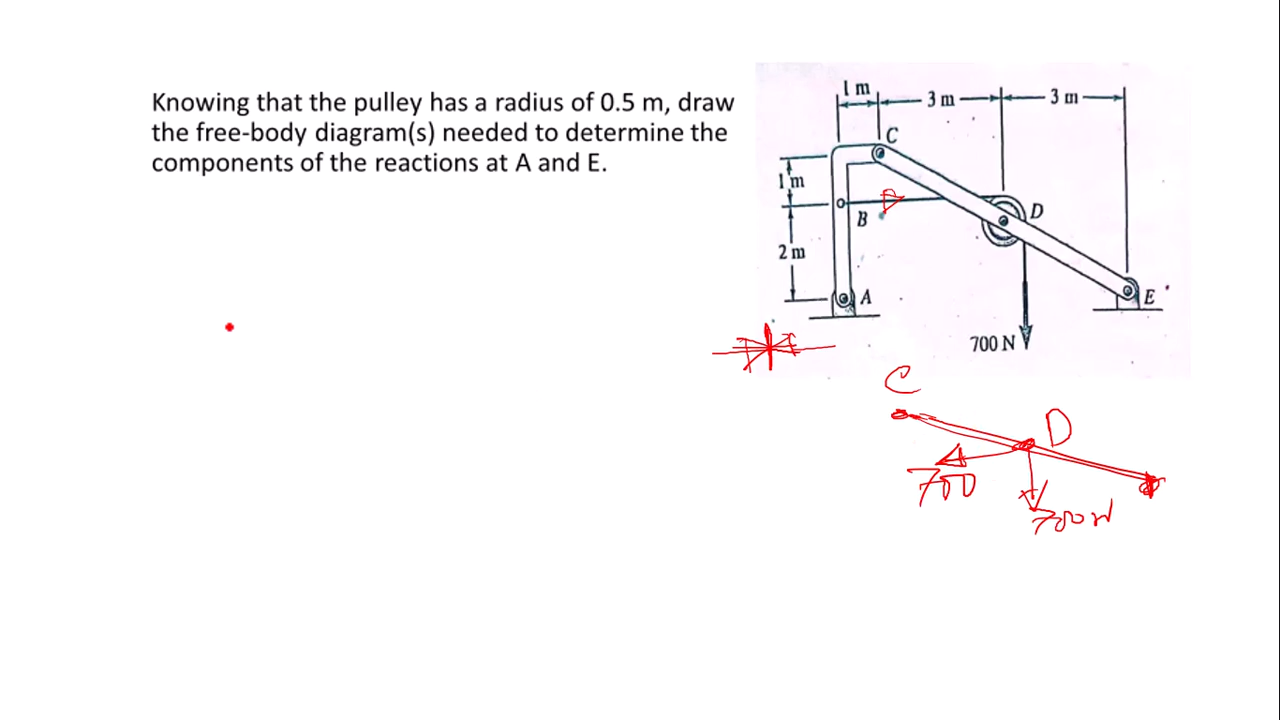 Knowing that the pulley has a radius of 0.5 m, draw
the free-body diagram(s) needed to determine the
components of the reactions at A and E.
1 m
3 m
3 m
C
1 m
D
B
2 m
A
E
700 N
C
D
700
700 N